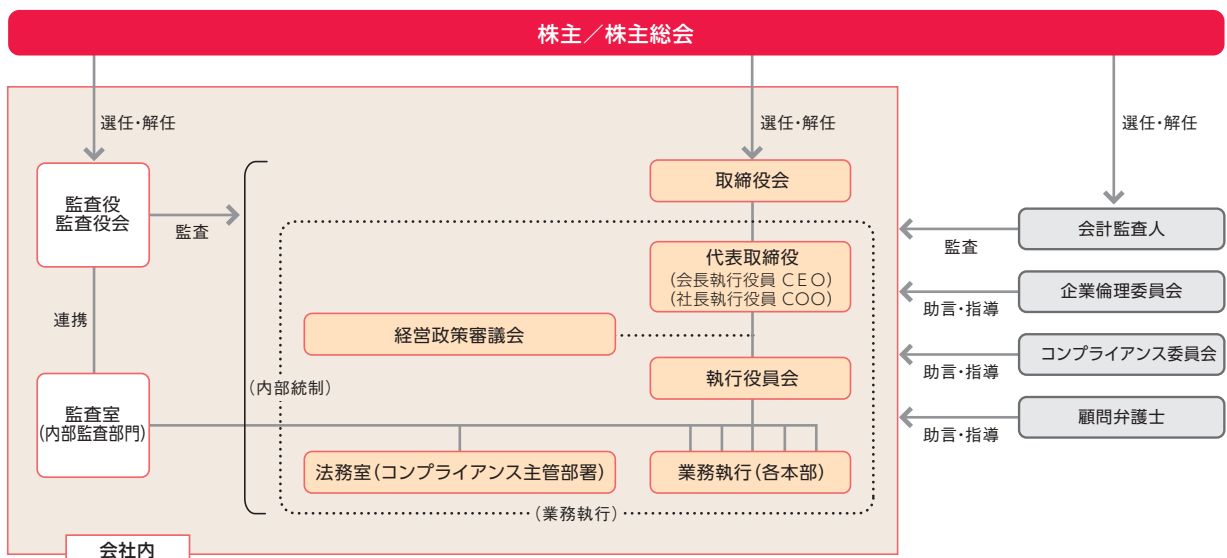 株主／株主総会
選任・解任
選任・解任
選任・解任
監査役
監査役会
監査
取締役会
会計監査人
監査
代表取締役
(会長執行役員 CEO)
(社長執行役員 COO)
企業倫理委員会
助言・指導
連携
経営政策審議会
コンプライアンス委員会
助言・指導
執行役員会
(内部統制)
監査室
(内部監査部門)
顧問弁護士
助言・指導
法務室(コンプライアンス主管部署)
業務執行(各本部)
(業務執行)
会社内